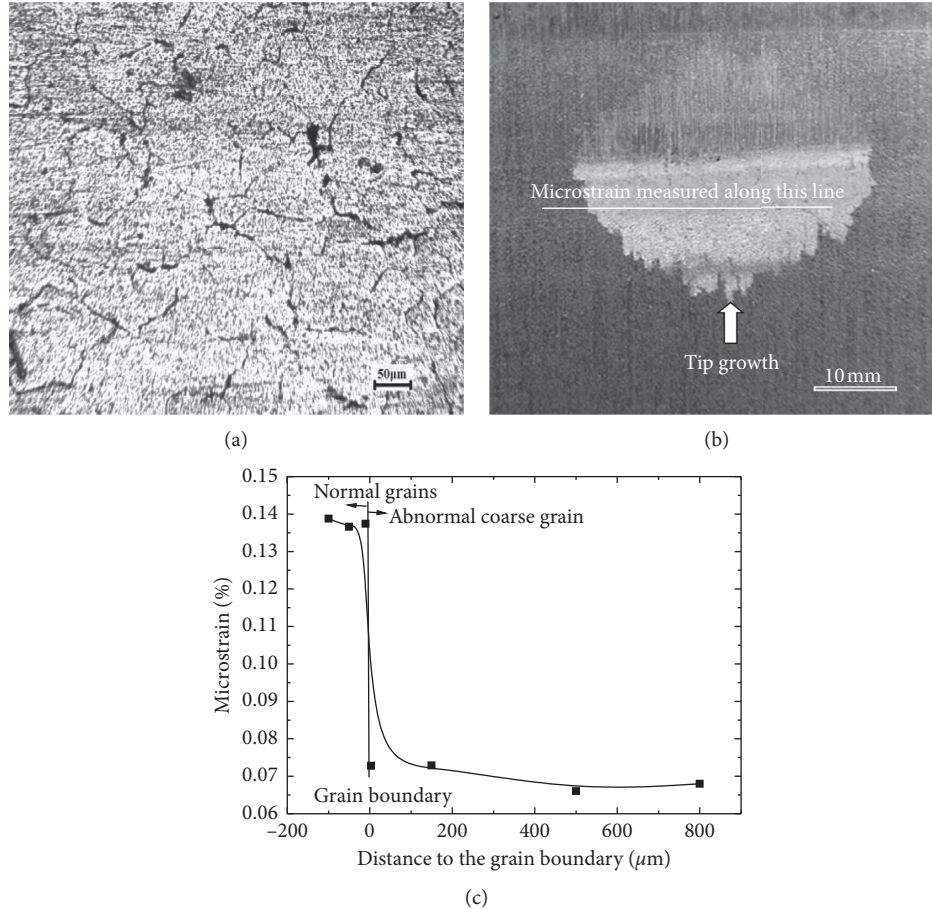 50μm
(a)
Microstrain measured along this line
Tip growth
10 mm
(b)
0.15
0.14
0.13
0.12
0.11
0.10
0.09
0.08
0.07
0.06
Microstrain (%)
Normal grains
Abnormal coarse grain
Grain boundary
−200
0
200
400
600
800
Distance to the grain boundary (μm)
(c)